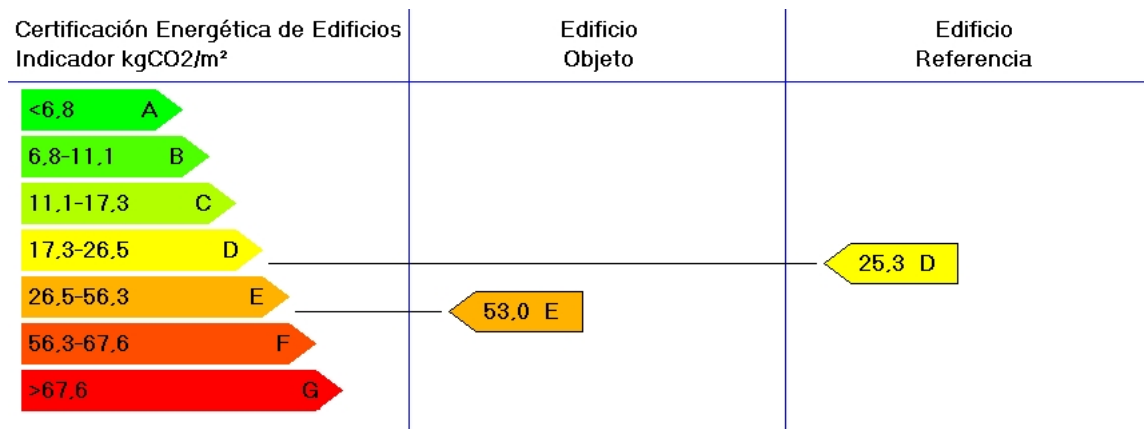 Certificación Energética de Edificios
Indicador kgCO2/m²
Edificio
Objeto
Edificio
Referencia
<6,8 A
6,8-11,1 B
11,1-17,3 C
17,3-26,5 D
25,3 D
26,5-56,3 E
53,0 E
56,3-67,6 F
>67,6 G